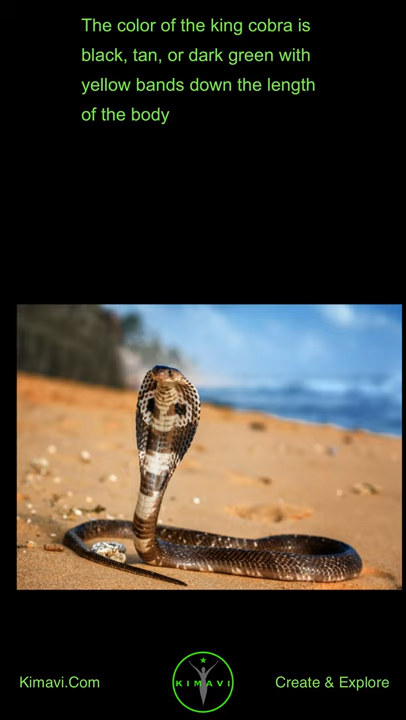 The color of the king cobra is
black, tan, or dark green with
yellow bands down the length
of the body
Kimavi.Com
KIMAVI
Create & Explore